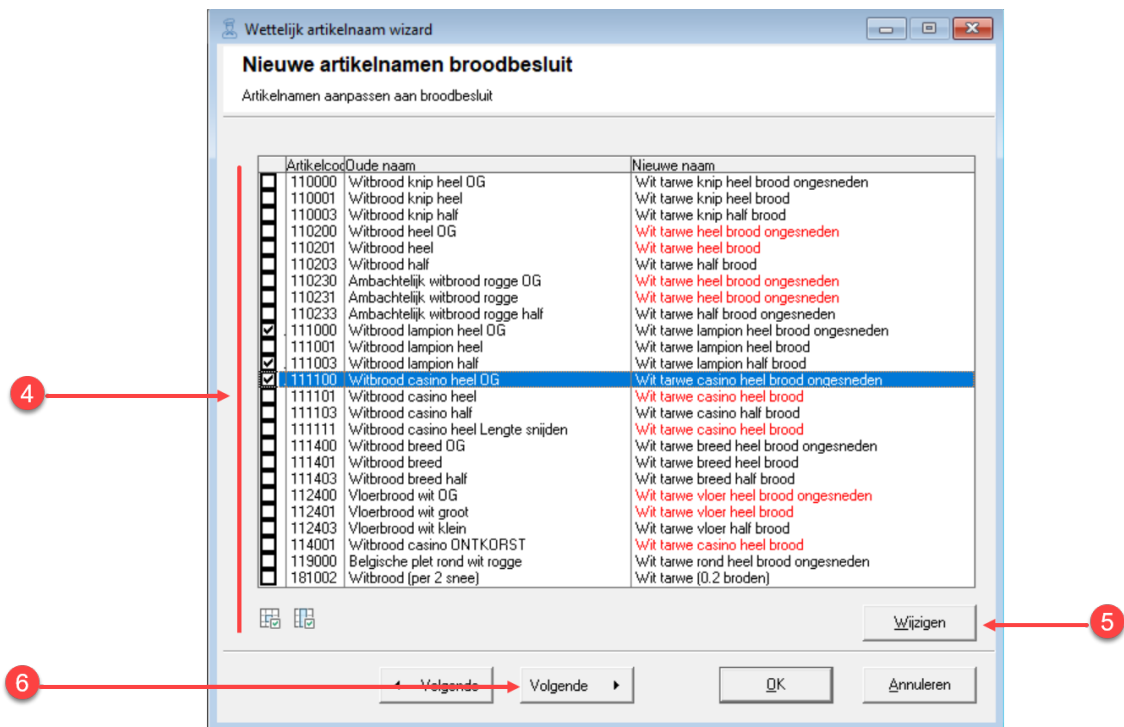 Wettelijk artikelnaam wizard
Nieuwe artikelnamen broodbesluit
Artikelnamen aanpassen aan broodbesluit
Artikelcod Oude naam Nieuwe naam
110000 Witbrood knip heel OG Wit tarwe knip heel brood ongesneden
110001 Witbrood knip heel Wit tarwe knip heel brood
110003 Witbrood knip half Wit tarwe knip half brood
110200 Witbrood heel OG Wit tarwe heel brood ongesneden
110201 Witbrood heel Wit tarwe heel brood
110203 Witbrood half Wit tarwe half brood
110230 Ambachtelijk witbrood rogge OG Wit tarwe heel brood ongesneden
110231 Ambachtelijk witbrood rogge Wit tarwe heel brood ongesneden
110233 Ambachtelijk witbrood rogge half Wit tarwe half brood ongesneden
111000 Witbrood lampion heel OG Wit tarwe lampion heel brood ongesneden
111001 Witbrood lampion heel Wit tarwe lampion heel brood
111003 Witbrood lampion half Wit tarwe lampion half brood
111100 Witbrood casino heel OG Wit tarwe casino heel brood ongesneden
4
111101 Witbrood casino heel Wit tarwe casino heel brood
111103 Witbrood casino half Wit tarwe casino half brood
111111 Witbrood casino heel Lengte snijden Wit tarwe casino heel brood
111400 Witbrood breed OG Wit tarwe breed heel brood ongesneden
111401 Witbrood breed Wit tarwe breed heel brood
111403 Witbrood breed half Wit tarwe breed half brood
112400 Vloerbrood wit OG Wit tarwe vloer heel brood ongesneden
112401 Vloerbrood wit groot Wit tarwe vloer heel brood
112403 Vloerbrood wit klein Wit tarwe vloer half brood
114001 Witbrood casino ONTKORST Wit tarwe casino heel brood
119000 Belgische plet rond wit rogge Wit tarwe rond heel brood ongesneden
181002 Witbrood (per 2 snee) Wit tarwe (0.2 broden)
Wijzigen 5
6 Volgende Volgende OK Annuleren